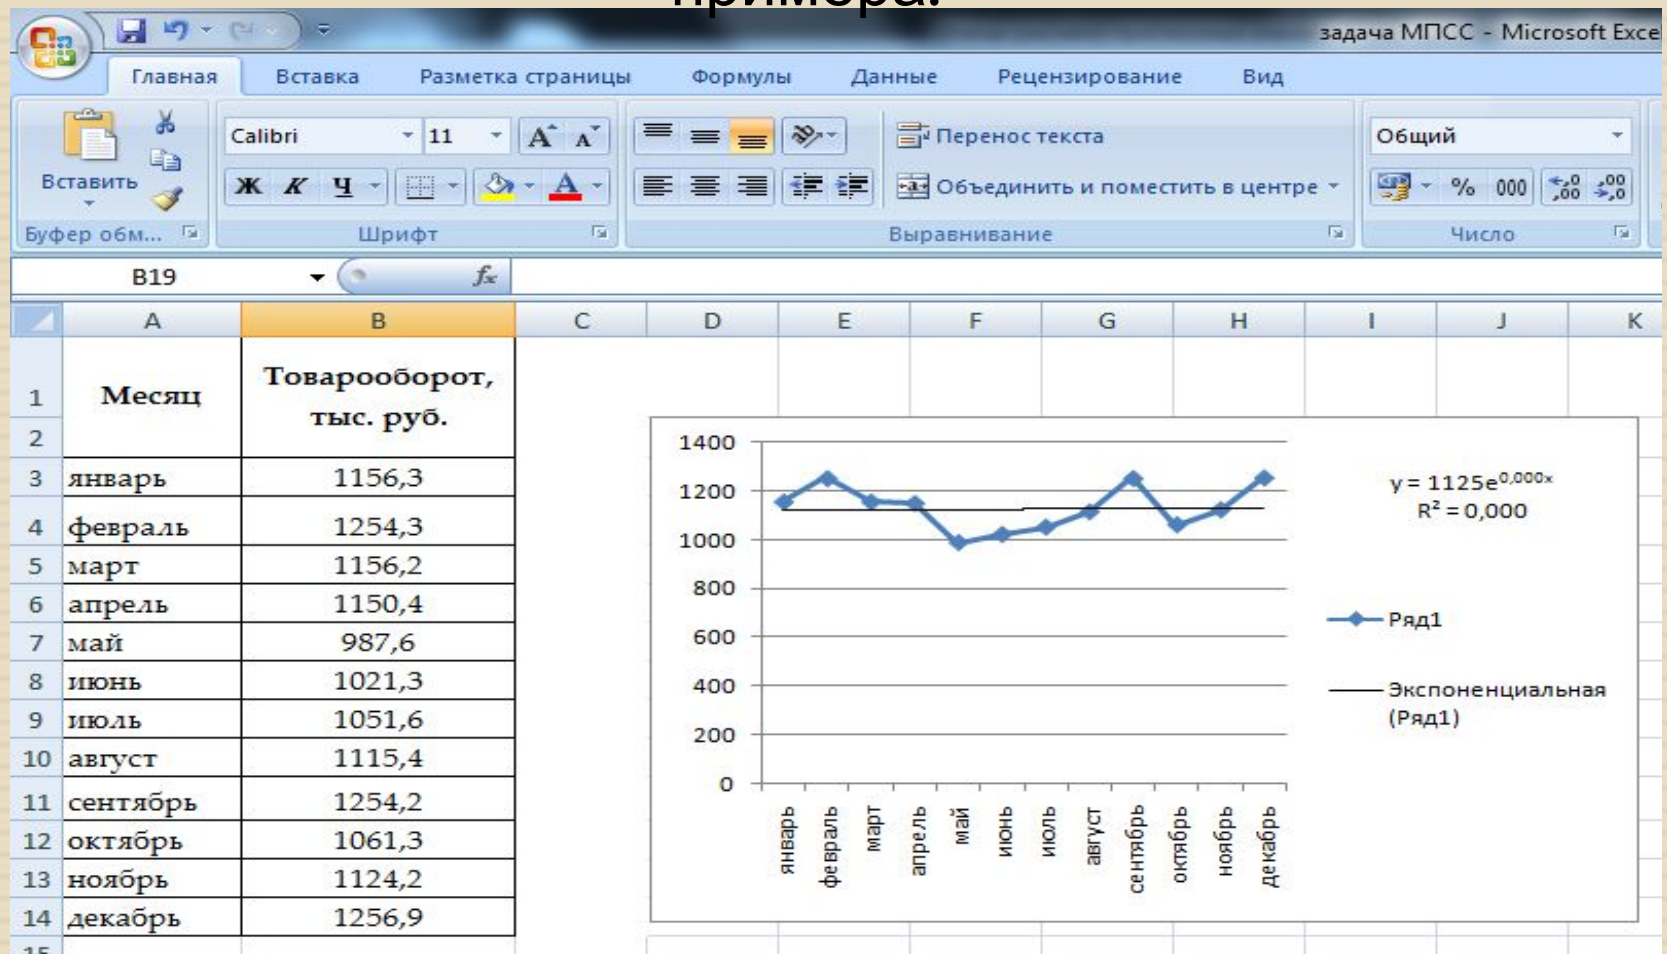 примера.
задача МПСС - Microsoft Exce
Главная Вставка Разметка страницы Формулы Данные Рецензирование Вид
Calibri 11 A A Перенос текста Общий
Вставить Ж К Ч А Объединить и поместить в центре % 000 ,00 ,0
Буфер обм... Шрифт Выравнивание Число
B19 fx
A B C D E F G H I J K
1 Месяц Товарооборот,
2 тыс. руб.
3 январь 1156,3
4 февраль 1254,3
5 март 1156,2
6 апрель 1150,4
7 май 987,6
8 июнь 1021,3
9 июль 1051,6
10 август 1115,4
11 сентябрь 1254,2
12 октябрь 1061,3
13 ноябрь 1124,2
14 декабрь 1256,9
1400
1200
1000
800
600
400
200
0
январь февраль март апрель май июнь июль август сентябрь октябрь ноябрь декабрь
y = 1125e^0,000x
R² = 0,000
Ряд1
Экспоненциальная
(Ряд1)